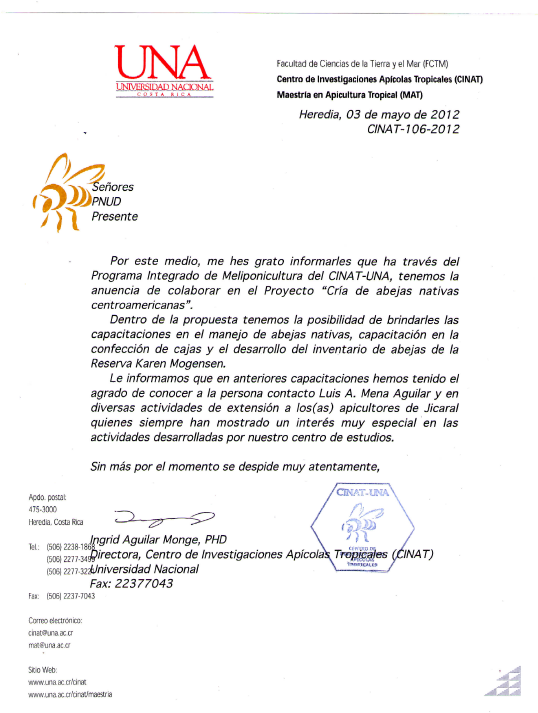 UNA
UNIVERSIDAD NACIONAL
COSTA RICA
Facultad de Ciencias de la Tierra y el Mar (FCTM)
Centro de Investigaciones Apícolas Tropicales (CINAT)
Maestría en Apicultura Tropical (MAT)
Heredia, 03 de mayo de 2012
CINAT-106-2012
Señores
PNUD
Presente
Por este medio, me hes grato informarles que ha través del
Programa Integrado de Meliponicultura del CINAT-UNA, tenemos la
anuencia de colaborar en el Proyecto “Cría de abejas nativas
centroamericanas”.
Dentro de la propuesta tenemos la posibilidad de brindarles las
capacitaciones en el manejo de abejas nativas, capacitación en la
confección de cajas y el desarrollo del inventario de abejas de la
Reserva Karen Mogensen.
Le informamos que en anteriores capacitaciones hemos tenido el
agrado de conocer a la persona contacto Luis A. Mena Aguilar y en
diversas actividades de extensión a los(as) apicultores de Jicaral
quienes siempre han mostrado un interés muy especial en las
actividades desarrolladas por nuestro centro de estudios.
Sin más por el momento se despide muy atentamente,
CINAT-UNA
CENTRO DE
APÍCOLAS
TROPICALES
Ingrid Aguilar Monge, PHD
Directora, Centro de Investigaciones Apícolas Tropicales (CINAT)
Universidad Nacional
Fax: 22377043
Apdo. postal:
475-3000
Heredia, Costa Rica
Tel.: (506) 2238-1868
(506) 2277-349
(506) 2277-322
Fax: (506) 2237-7043
Correo electrónico:
cinat@una.ac.cr
mat@una.ac.cr
Sitio Web:
www.una.ac.cr/cinat
www.una.ac.cr/cinat/maestria